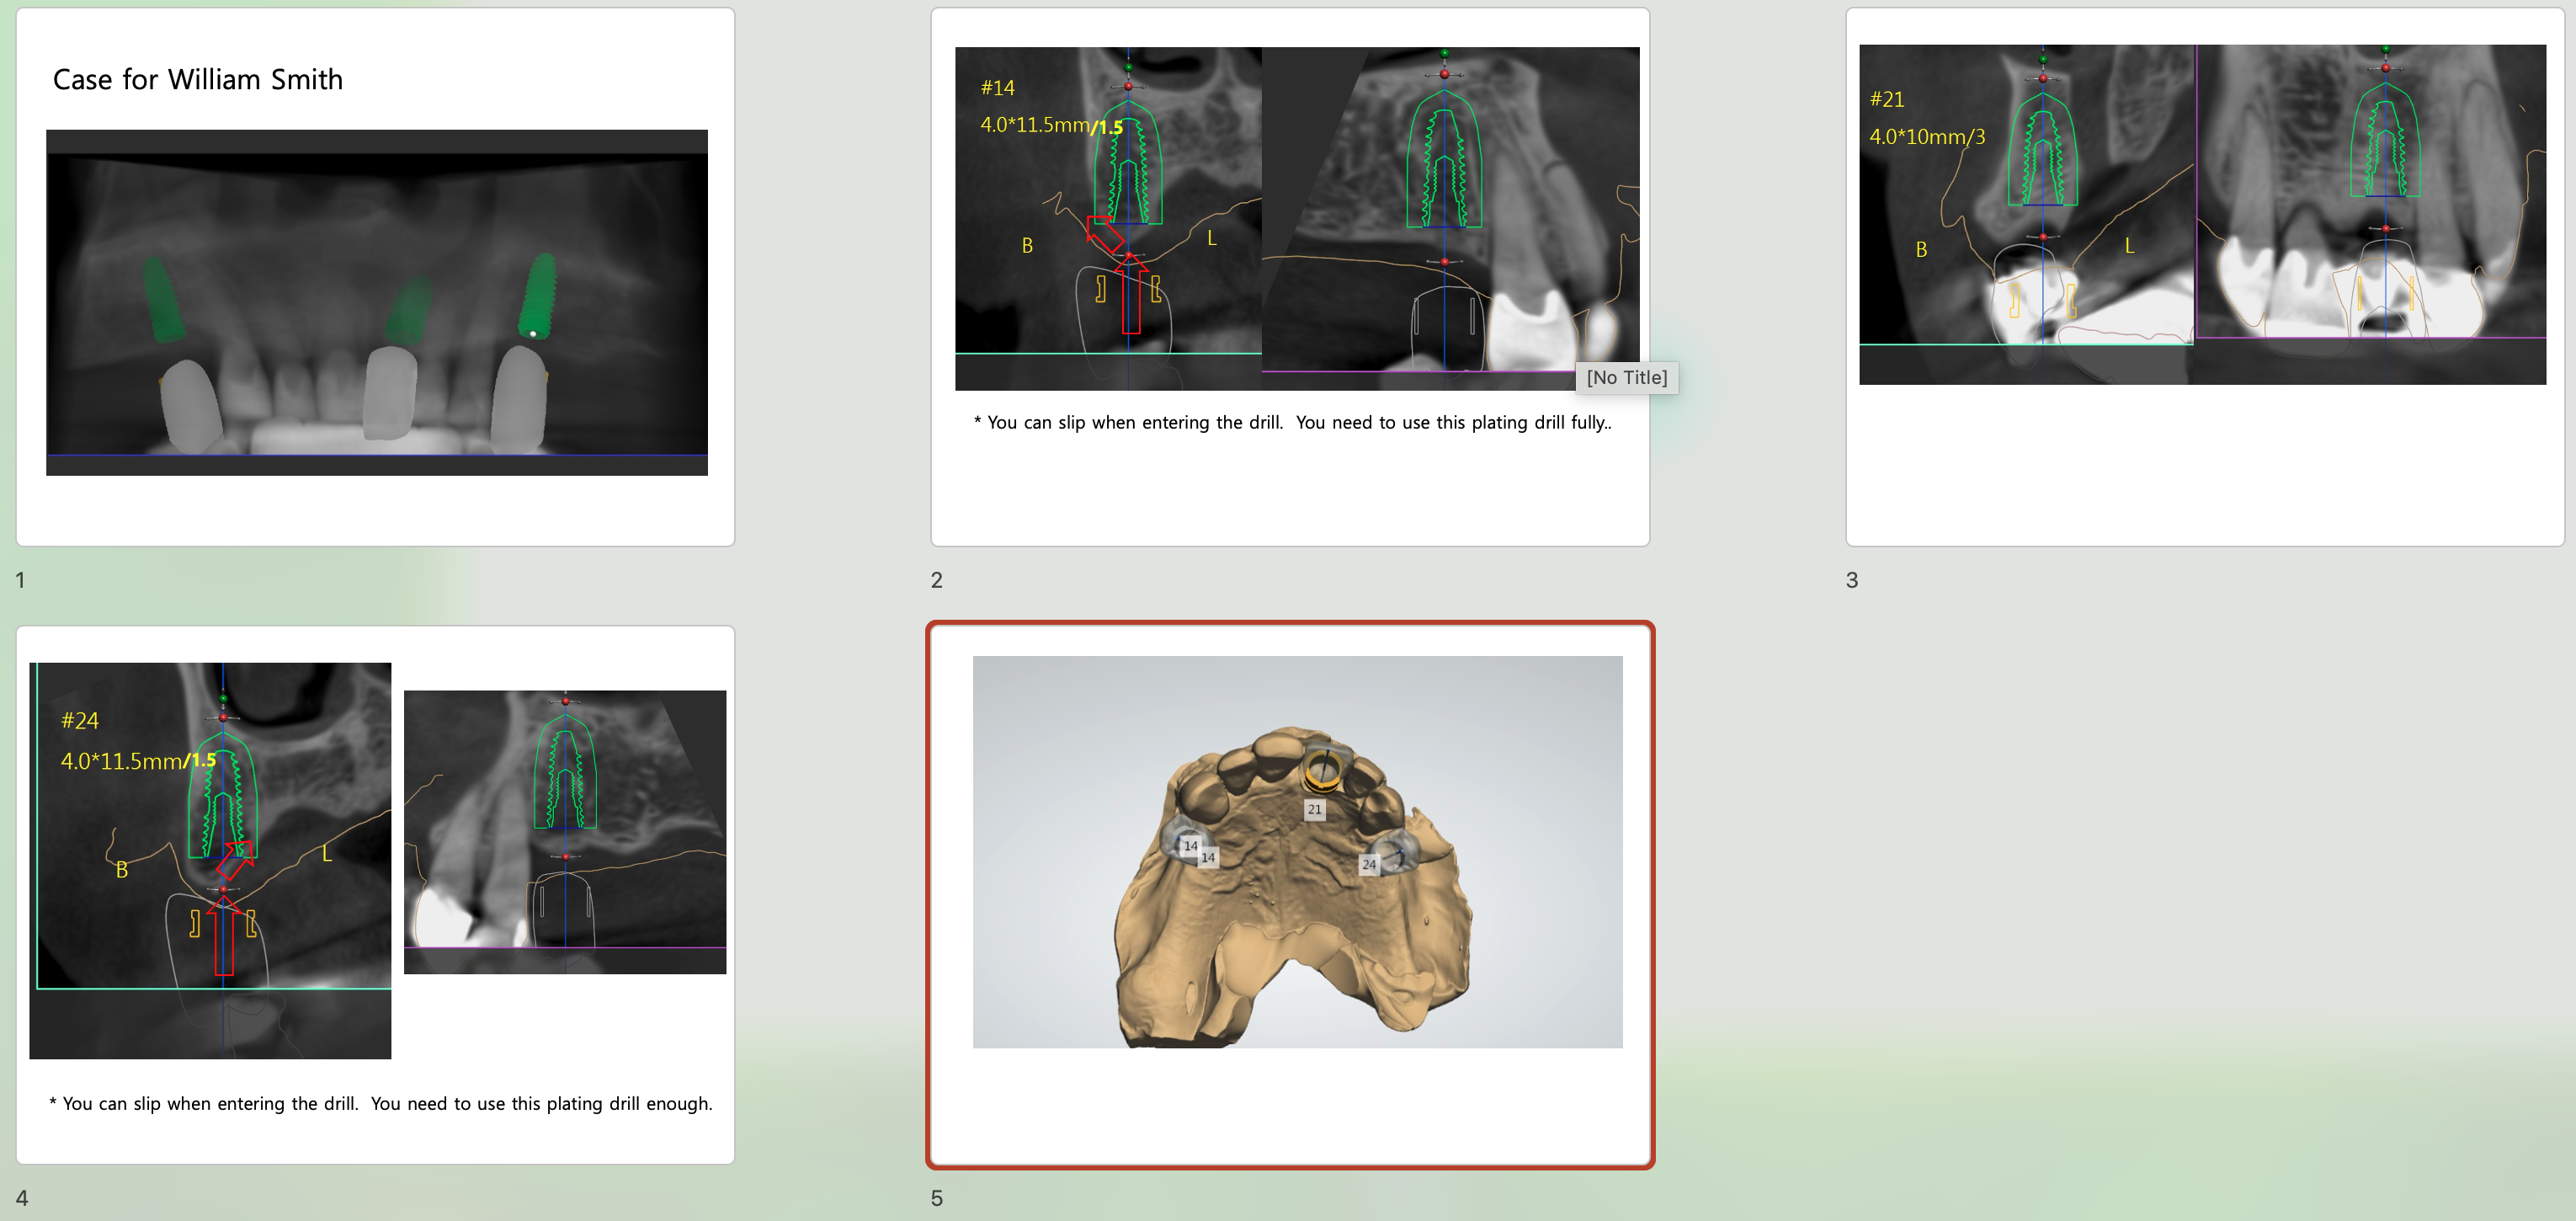 Case for William Smith
1
#14
4.0*11.5mm/1.5
B
L
[No Title]
* You can slip when entering the drill.  You need to use this plating drill fully..
2
#21
4.0*10mm/3
B
L
3
#24
4.0*11.5mm/1.5
B
L
* You can slip when entering the drill.  You need to use this plating drill enough.
4
21
14
14
24
5